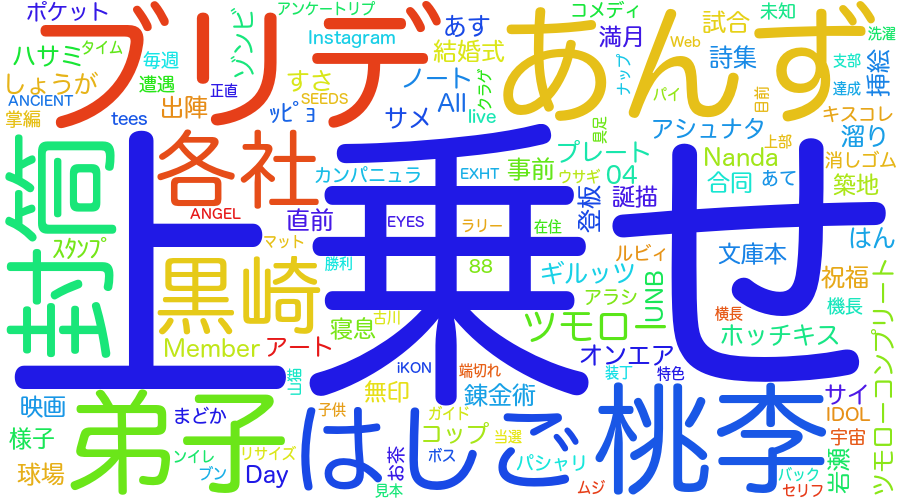 ポケット
ブリデ
アンケートリプ
あす
あんず
コメディ
未知
ゾンビ
Instagram
満月
試合
洗濯
ハサミ
タイム
毎週
結婚式
Web
詩集
支部
挿絵
しょうが
遭遇
正直
すさ
ノート
クラゲ
カップ
パイ
目前
達成
ANCIENT
出陣
SEEDS
All
掌編
tees
ッピョ
サメ
live
具足
アシュナタ
キスコレ
溜り
上部
封筒
各社
カンパニュラ
EXHT
事前
プレート
Nanda
消しゴム
ウサギ
04
合同
あて
築地
上乗せ
ANGEL
直前
EYES
ラリー
在住
登板
誕描
はん
スタンプ
黒崎
マット
勝利
88
ギルッツ
ルビィ
文庫本
祝福
アラシ
UNB
機長
古川
寝息
ツモロー
横長
ホッチキス
Member
アート
オンエア
iKON
端切れ
装丁
特色
山狸
無印
錬金術
映画
弟子
まどか
子供
はしご
ガイド
桃李
サイ
IDOL
様子
コップ
当選
宇宙
ツモローコンプリート
ンイレ
リサイズ
お茶
ボス
パシャリ
岩瀬
球場
ブン
Day
見本
ムジ
バック
セリフ